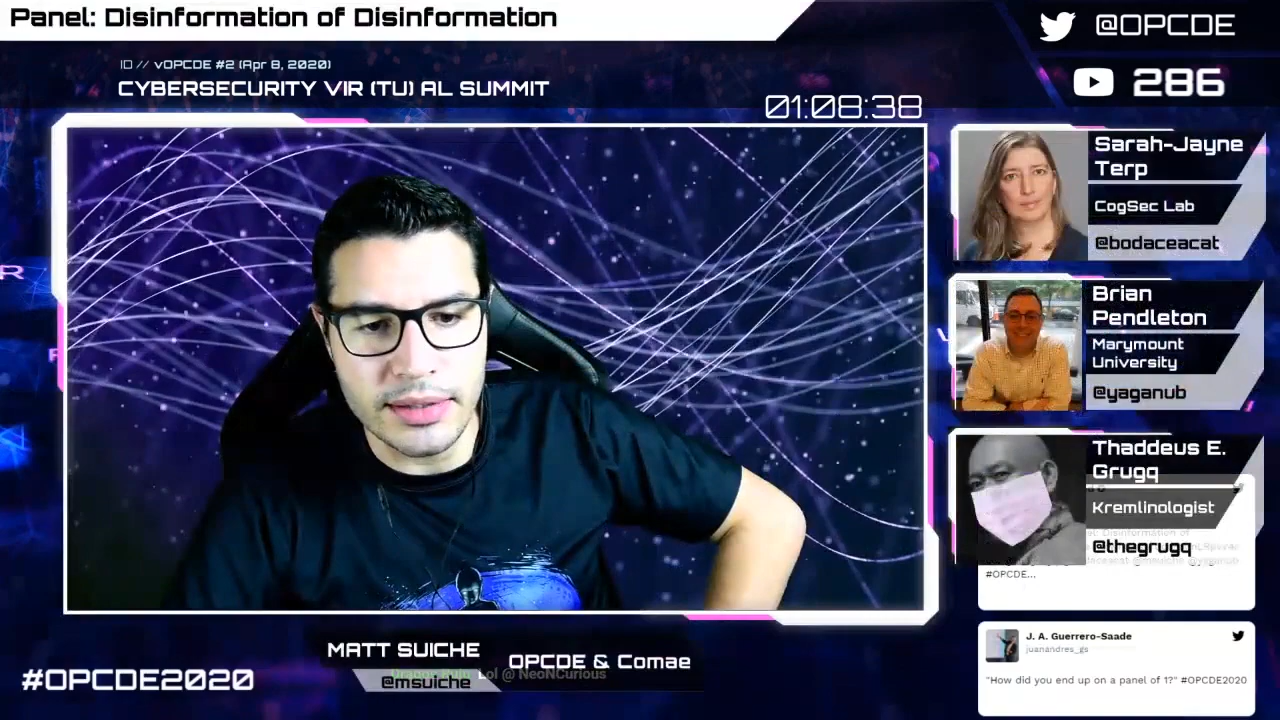 Panel: Disinformation of Disinformation
@OPCDE
ID // vOPCDE #2 (Apr 8, 2020)
CYBERSECURITY VIR (TU) AL SUMMIT
286
01:08:38
Sarah-Jayne
Terp
CogSec Lab
@bodaceacat
Brian
Pendleton
Marymount
University
@yaganub
Thaddeus E.
Grugq
Kremlinologist
@thegrugq
#OPCDE...
J. A. Guerrero-Saade
juanandres_gs
"How did you end up on a panel of 1?" #OPCDE2020
MATT SUICHE
OPCDE & Comae
@msuiche
Lol @ NeoNCurious
#OPCDE2020